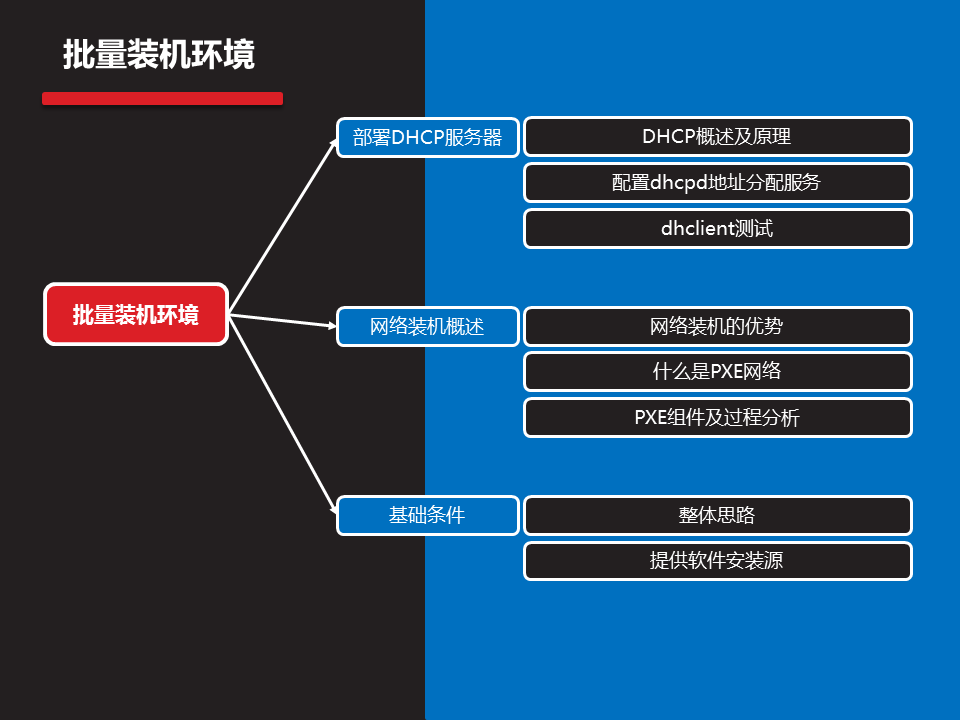 批量装机环境
批量装机环境
部署DHCP服务器
DHCP概述及原理
配置dhcpd地址分配服务
dhclient测试
网络装机概述
网络装机的优势
什么是PXE网络
PXE组件及过程分析
基础条件
整体思路
提供软件安装源